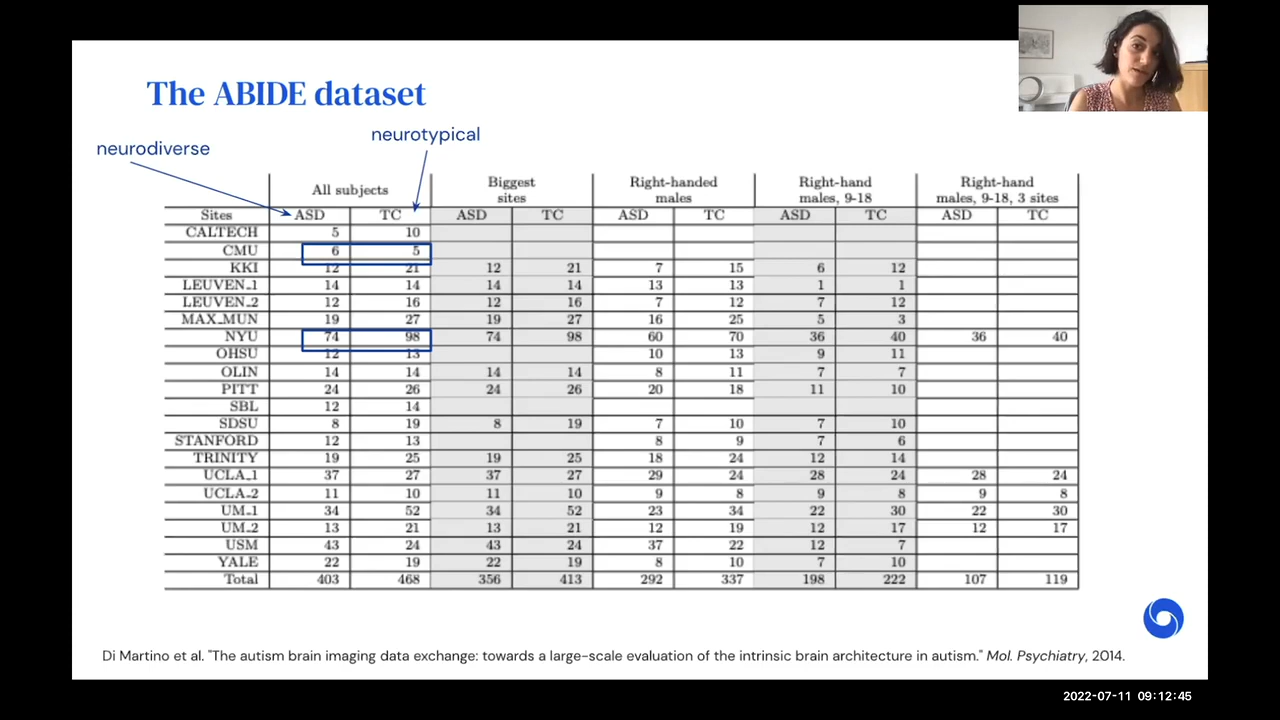 The ABIDE dataset
neurodiverse
neurotypical
All subjects Biggest sites Right-handed males Right-hand males, 9-18 Right-hand males, 9-18, 3 sites
Sites ASD TC ASD TC ASD TC ASD TC ASD TC
CALTECH 5 10
CMU 6 5
KKI 12 21 12 21 7 15 6 12
LEUVEN_1 14 14 14 14 13 13 1 1
LEUVEN_2 12 16 12 16 7 12 7 12
MAX_MUN 19 27 19 27 16 25 5 3
NYU 74 98 74 98 60 70 36 40 36 40
OHSU 12 13 10 13 9 11
OLIN 14 14 14 14 8 11 7 7
PITT 24 26 24 26 20 18 11 10
SBL 12 14
SDSU 8 19 8 19 7 10 7 10
STANFORD 12 13 8 9 7 6
TRINITY 19 25 19 25 18 24 12 14
UCLA_1 37 27 37 27 29 24 28 24 28 24
UCLA_2 11 10 11 10 9 8 9 8 9 8
UM_1 34 52 34 52 23 34 22 30 22 30
UM_2 13 21 13 21 12 19 12 17 12 17
USM 43 24 43 24 37 22 12 7
YALE 22 19 22 19 8 10 7 10
Total 403 468 356 413 292 337 198 222 107 119
Di Martino et al. "The autism brain imaging data exchange: towards a large-scale evaluation of the intrinsic brain architecture in autism." Mol. Psychiatry, 2014.
2022-07-11 09:12:45